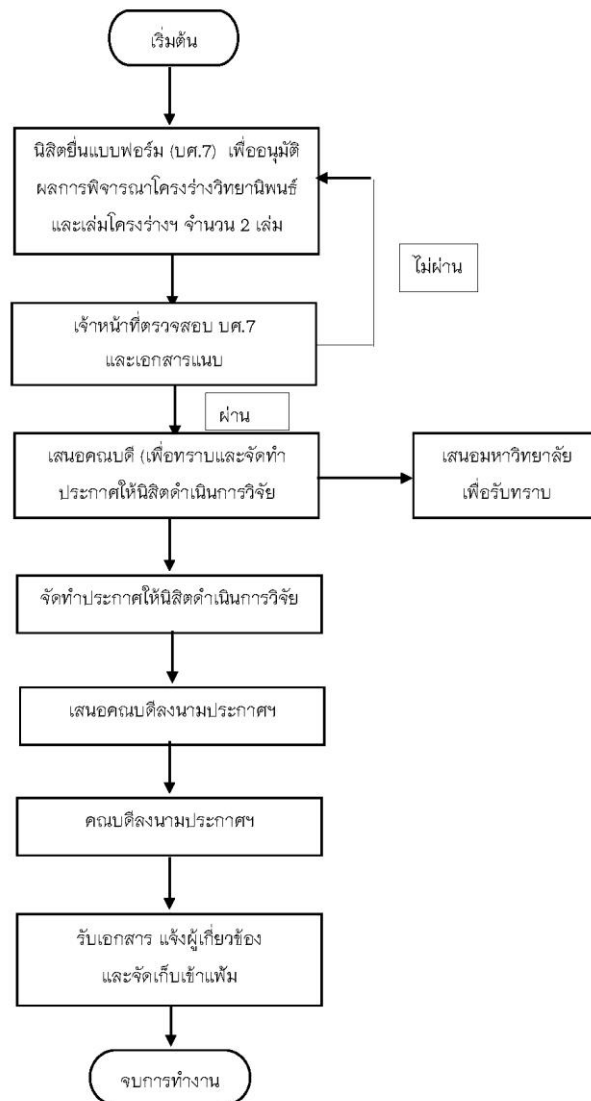 เริ่มต้น
นิสิตยื่นแบบฟอร์ม (บศ.7) เพื่ออนุมัติ
ผลการพิจารณาโครงร่างวิทยานิพนธ์
และเล่มโครงร่างฯ จำนวน 2 เล่ม
ไม่ผ่าน
เจ้าหน้าที่ตรวจสอบ บศ.7
และเอกสารแนบ
ผ่าน
เสนอคณบดี (เพื่อทราบและจัดทำ
ประกาศให้นิสิตดำเนินการวิจัย
เสนอมหาวิทยาลัย
เพื่อรับทราบ
จัดทำประกาศให้นิสิตดำเนินการวิจัย
เสนอคณบดีลงนามประกาศฯ
คณบดีลงนามประกาศฯ
รับเอกสาร แจ้งผู้เกี่ยวข้อง
และจัดเก็บเข้าแฟ้ม
จบการทำงาน